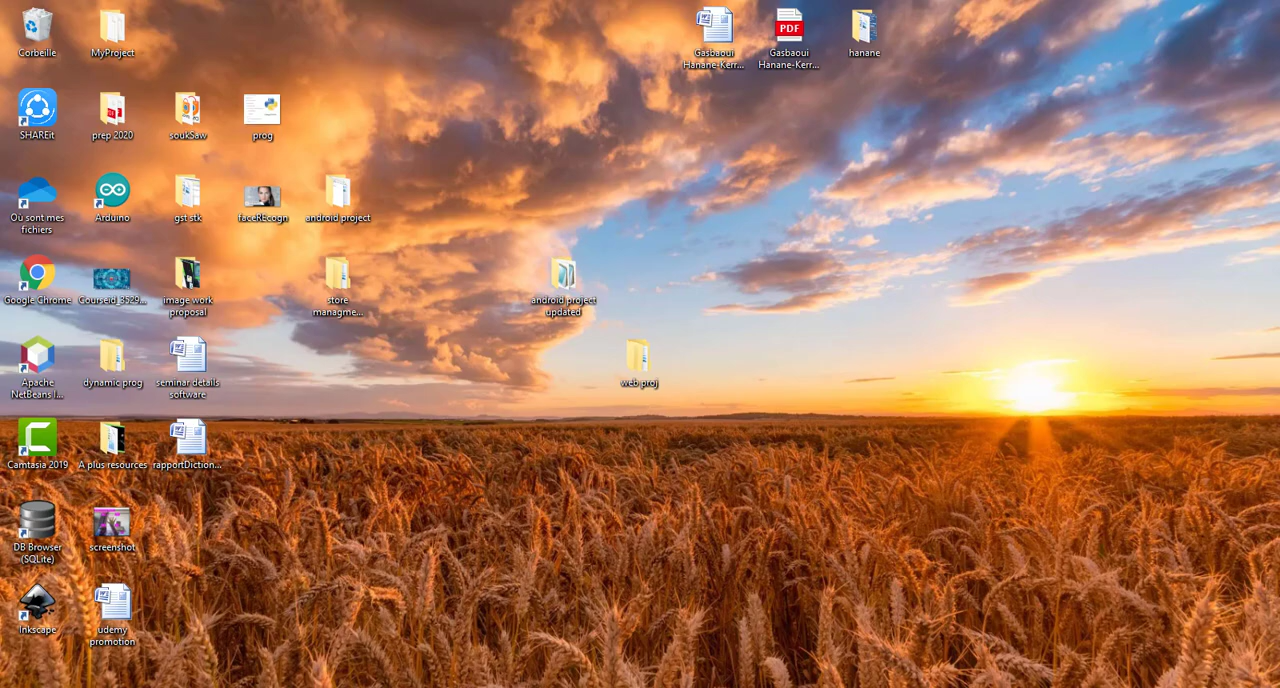 Corbeille
MyProject
Gasbaoui
Hanane-Kerr...
PDF
Gasbaoui
Hanane-Kerr...
hanane
SHAREit
prep 2020
soukSaw
prog
Où sont mes
fichiers
Arduino
gst stk
faceREcogn
android project
Google Chrome
Courseid_3529...
image work
proposal
store
managme...
android project
updated
Apache
NetBeans I...
dynamic prog
seminar details
software
web proj
Camtasia 2019
A plus resources
rapportDiction...
DB Browser
(SQLite)
screenshot
Inkscape
udemy
promotion